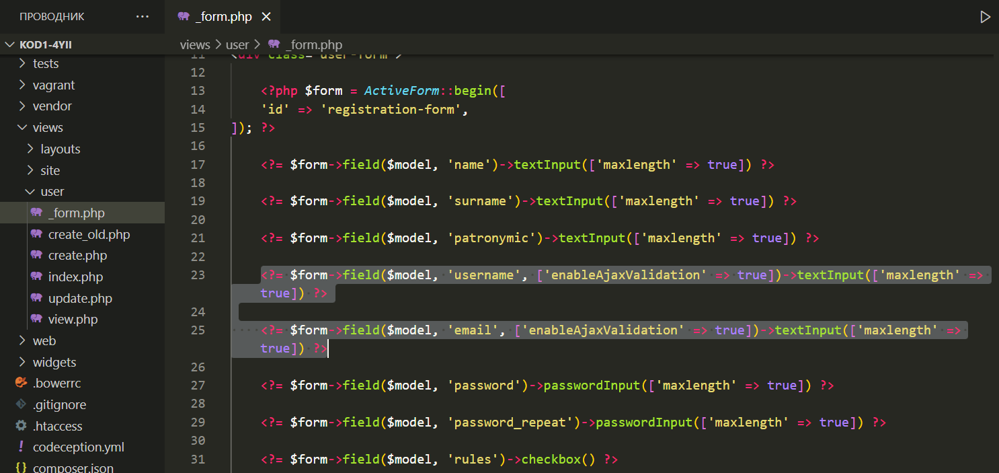 ПРОВОДНИК ···
_form.php
KOD1-4YII
tests
vagrant
vendor
views
layouts
site
user
_form.php
create_old.php
create.php
index.php
update.php
view.php
web
widgets
.bowerrc
.gitignore
.htaccess
codeception.yml
composer.json
views > user > _form.php
11 <div class="user-form">
12
13 <?php $form = ActiveForm::begin([
14 'id' => 'registration-form',
15 ]); ?>
16
17 <?= $form->field($model, 'name')->textInput(['maxlength' => true]) ?>
18
19 <?= $form->field($model, 'surname')->textInput(['maxlength' => true]) ?>
20
21 <?= $form->field($model, 'patronymic')->textInput(['maxlength' => true]) ?>
22
23 <?= $form->field($model, 'username', ['enableAjaxValidation' => true])->textInput(['maxlength' =>
true]) ?>
24
25 <?= $form->field($model, 'email', ['enableAjaxValidation' => true])->textInput(['maxlength' =>
true]) ?>
26
27 <?= $form->field($model, 'password')->passwordInput(['maxlength' => true]) ?>
28
29 <?= $form->field($model, 'password_repeat')->passwordInput(['maxlength' => true]) ?>
30
31 <?= $form->field($model, 'rules')->checkbox() ?>